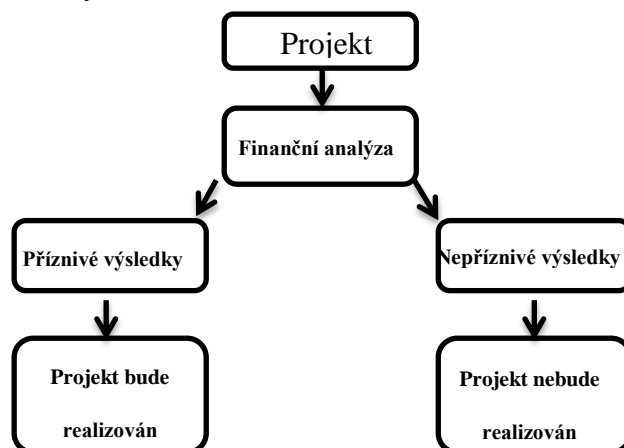 Projekt
Finanční analýza
Příznivé výsledky
Nepříznivé výsledky
Projekt bude
realizován
Projekt nebude
realizován